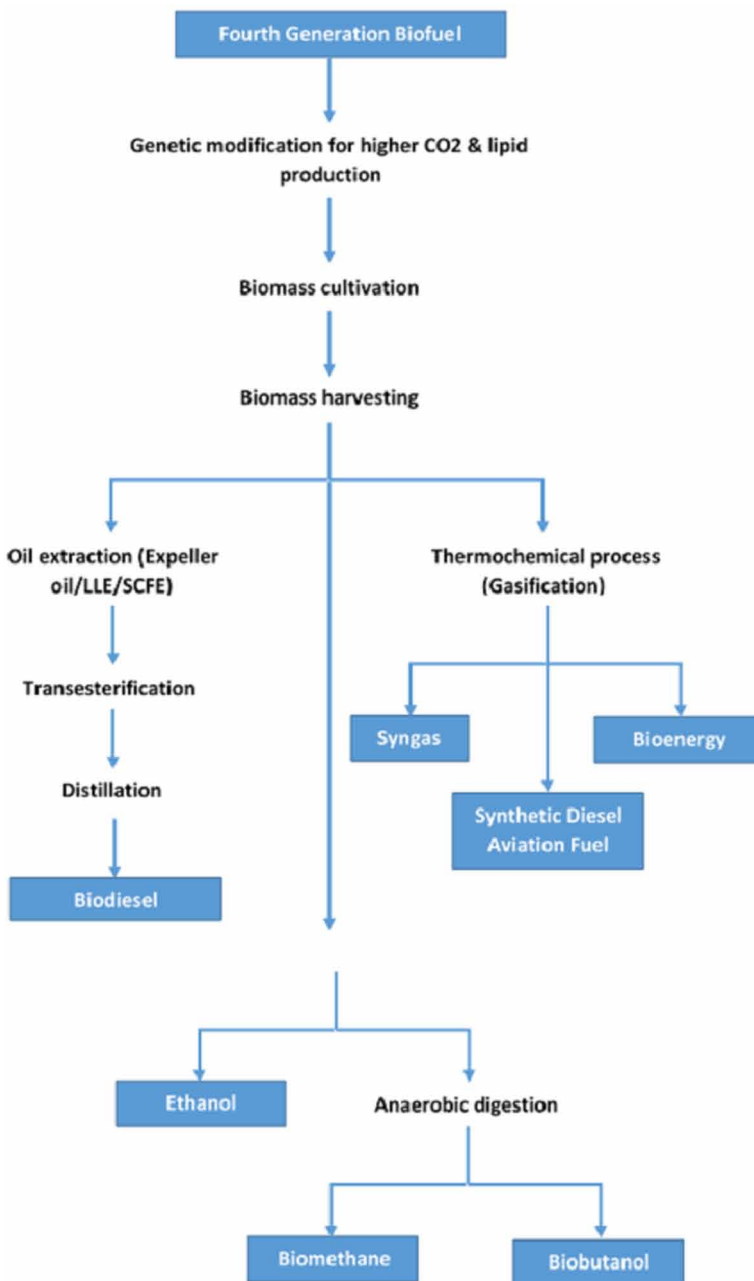 Fourth Generation Biofuel
Genetic modification for higher CO2 & lipid
production
Biomass cultivation
Biomass harvesting
Oil extraction (Expeller
oil/LLE/SCFE)
Thermochemical process
(Gasification)
Transesterification
Syngas
Bioenergy
Distillation
Synthetic Diesel
Aviation Fuel
Biodiesel
Ethanol
Anaerobic digestion
Biomethane
Biobutanol